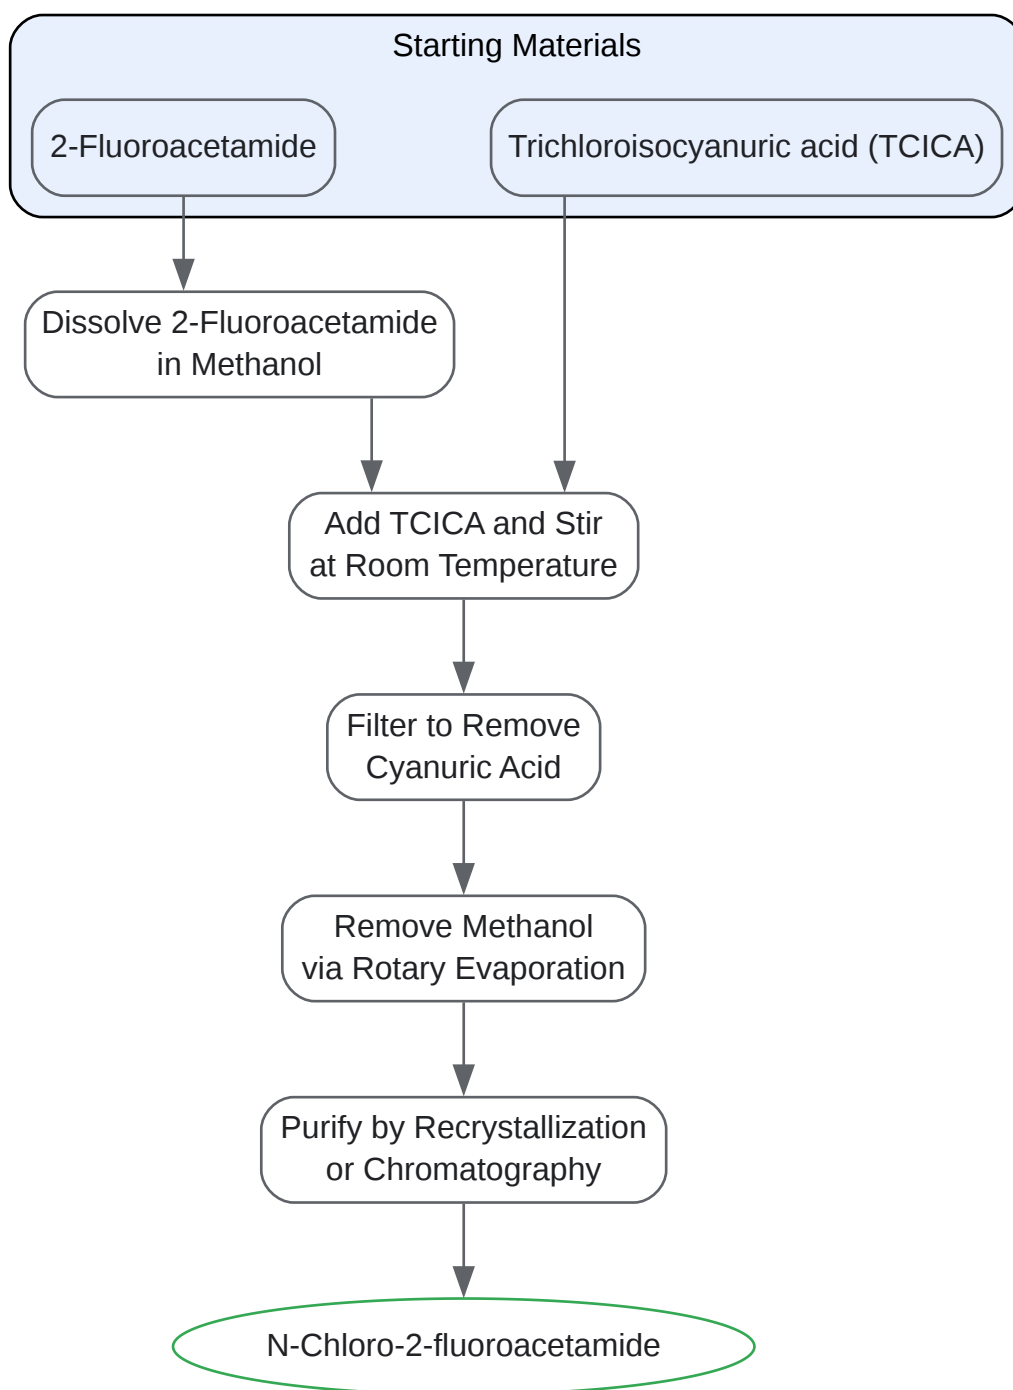 Starting Materials
2-Fluoroacetamide
Trichloroisocyanuric acid (TCICA)
Dissolve 2-Fluoroacetamide
in Methanol
Add TCICA and Stir
at Room Temperature
Filter to Remove
Cyanuric Acid
Remove Methanol
via Rotary Evaporation
Purify by Recrystallization
or Chromatography
N-Chloro-2-fluoroacetamide